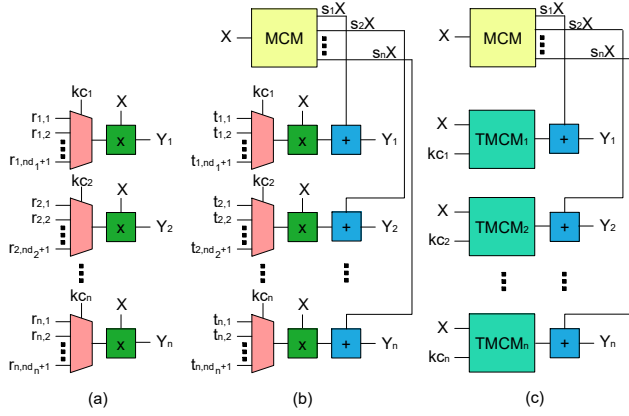 s₁X
s₂X
sₙX
X
MCM
kc₁
X
r₁,₁
r₁,₂
r₁,nd₁+1
x
Y₁
kc₂
X
r₂,₁
r₂,₂
r₂,nd₂+1
x
Y₂
kcₙ
X
rₙ,₁
rₙ,₂
rₙ,ndₙ+1
x
Yₙ
(a)
kc₁
X
t₁,₁
t₁,₂
t₁,nd₁+1
x
+
Y₁
kc₂
X
t₂,₁
t₂,₂
t₂,nd₂+1
x
+
Y₂
kcₙ
X
tₙ,₁
tₙ,₂
tₙ,ndₙ+1
x
+
Yₙ
(b)
s₁X
s₂X
sₙX
X
MCM
X
kc₁
TMCM₁
+
Y₁
X
kc₂
TMCM₂
+
Y₂
X
kcₙ
TMCMₙ
+
Yₙ
(c)